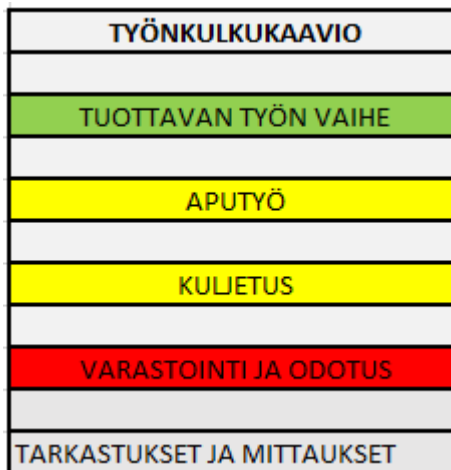 TYÖNKULKUKAAVIO
TUOTTAVAN TYÖN VAIHE
APUTYÖ
KULJETUS
VARASTOINTI JA ODOTUS
TARKASTUKSET JA MITTAUKSET